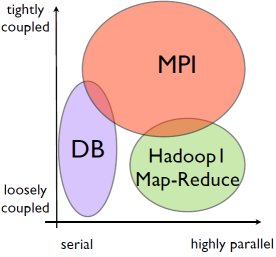 tightly
coupled
MPI
DB
Hadoop1
Map-Reduce
loosely
coupled
serial
highly parallel